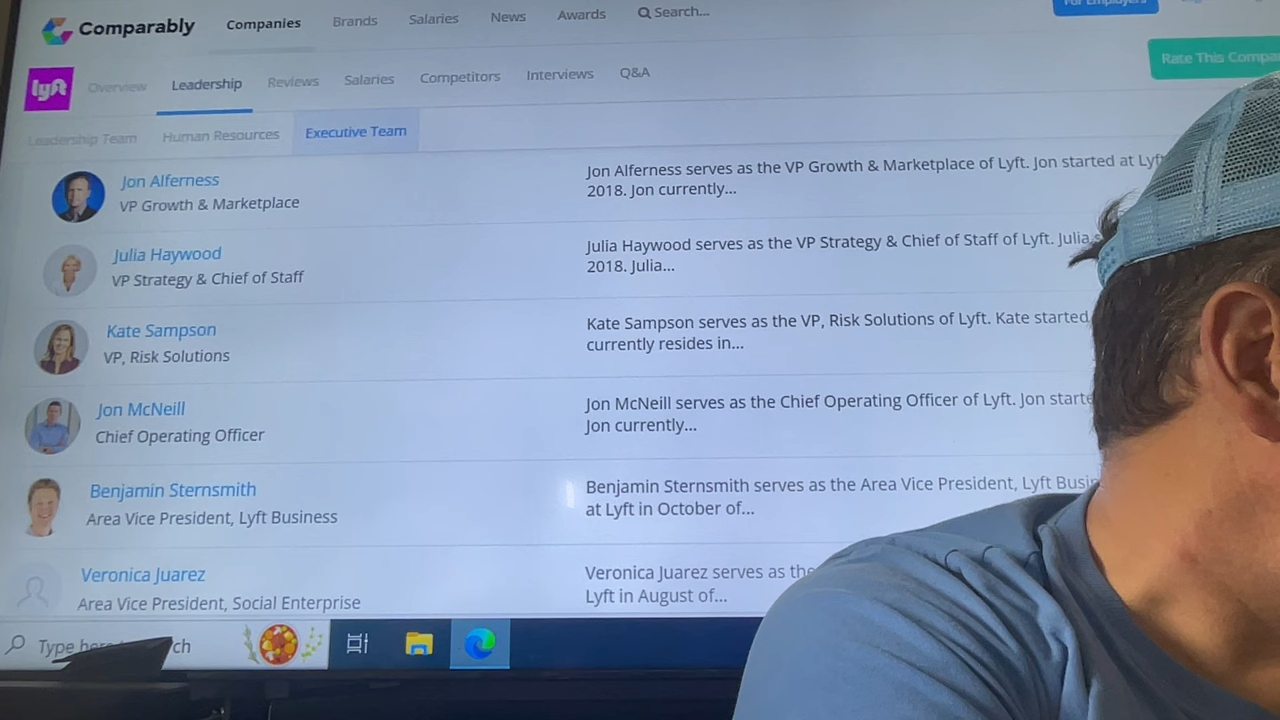 Comparably Companies Brands Salaries News Awards Search... For Employers
lyft Overview Leadership Reviews Salaries Competitors Interviews Q&A Rate This
Leadership Team Human Resources Executive Team
Jon Alferness
VP Growth & Marketplace
Jon Alferness serves as the VP Growth & Marketplace of Lyft. Jon started at
2018. Jon currently...
Julia Haywood
VP Strategy & Chief of Staff
Julia Haywood serves as the VP Strategy & Chief of Staff of Lyft. Julia
2018. Julia...
Kate Sampson
VP, Risk Solutions
Kate Sampson serves as the VP, Risk Solutions of Lyft. Kate started
currently resides in...
Jon McNeill
Chief Operating Officer
Jon McNeill serves as the Chief Operating Officer of Lyft. Jon
Jon currently...
Benjamin Sternsmith
Area Vice President, Lyft Business
Benjamin Sternsmith serves as the Area Vice President, Lyft
at Lyft in October of...
Veronica Juarez
Area Vice President, Social Enterprise
Veronica Juarez serves as the
Lyft in August of...
Type